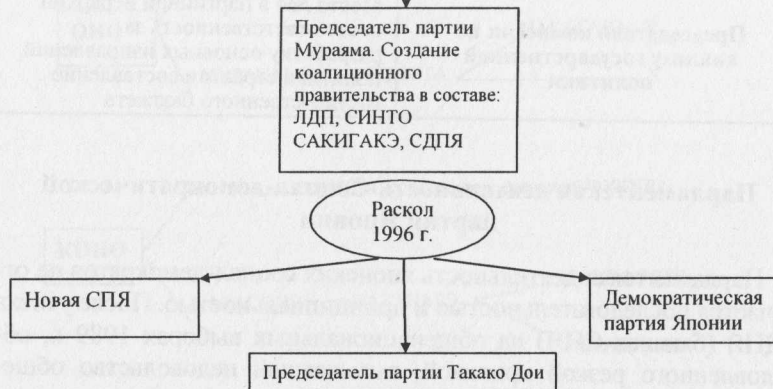 Председатель партии
Мураяма. Создание
коалиционного
правительства в составе:
ЛДП, СИНТО
САКИГАКЭ, СДПЯ
Раскол
1996 г.
Новая СПЯ
Демократическая
партия Японии
Председатель партии Такако Дои